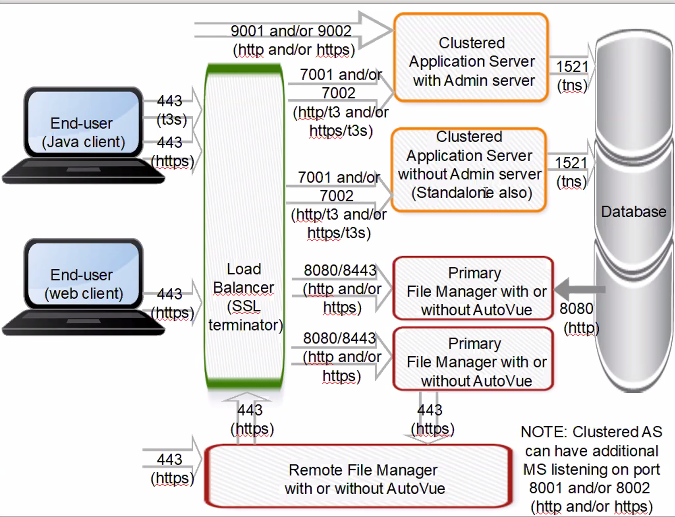 9001 and/or 9002
(http and/or https)
Clustered
Application Server
with Admin server
1521
(tns)
7001 and/or
7002
(http/t3 and/or
https/t3s)
443
(t3s)
443
(https)
End-user
(Java client)
Clustered
Application Server
without Admin server
(Standalone also)
1521
(tns)
7001 and/or
7002
(http/t3 and/or
https/t3s)
Database
End-user
(web client)
443
(https)
Load
Balancer
(SSL
terminator)
8080/8443
(http and/or
https)
Primary
File Manager with or
without AutoVue
8080
(http)
8080/8443
(http and/or
https)
Primary
File Manager with or
without AutoVue
443
(https)
443
(https)
443
(https)
Remote File Manager
with or without AutoVue
NOTE: Clustered AS
can have additional
MS listening on port
8001 and/or 8002
(http and/or https)